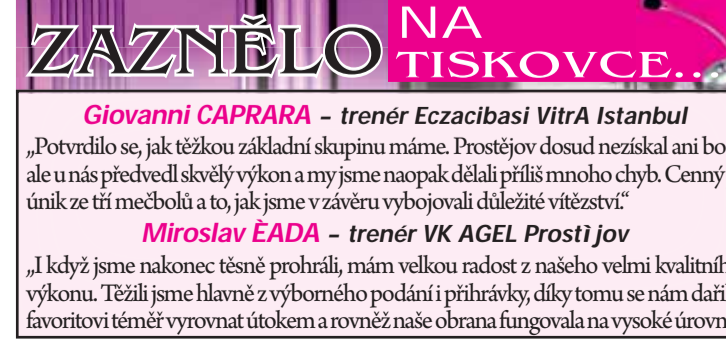 ZAZNĚLO NA
TISKOVCE...
Giovanni CAPRARA – trenér Eczacibasi VitrA Istanbul
„Potvrdilo se, jak těžkou základní skupinu máme. Prostějov dosud nezískal ani bo
ale u nás předvedl skvělý výkon a my jsme naopak dělali příliš mnoho chyb. Cenný
únik ze tří mečbolů a to, jak jsme v závěru vybojovali důležité vítězství.“
Miroslav ÈADA – trenér VK AGEL Prostìjov
„I když jsme nakonec těsně prohráli, mám velkou radost z našeho velmi kvalitníh
výkonu. Těžili jsme hlavně z výborného podání i přihrávky, díky tomu se nám daři
favoritovi téměř vyrovnat útokem a rovněž naše obrana fungovala na vysoké úrovn